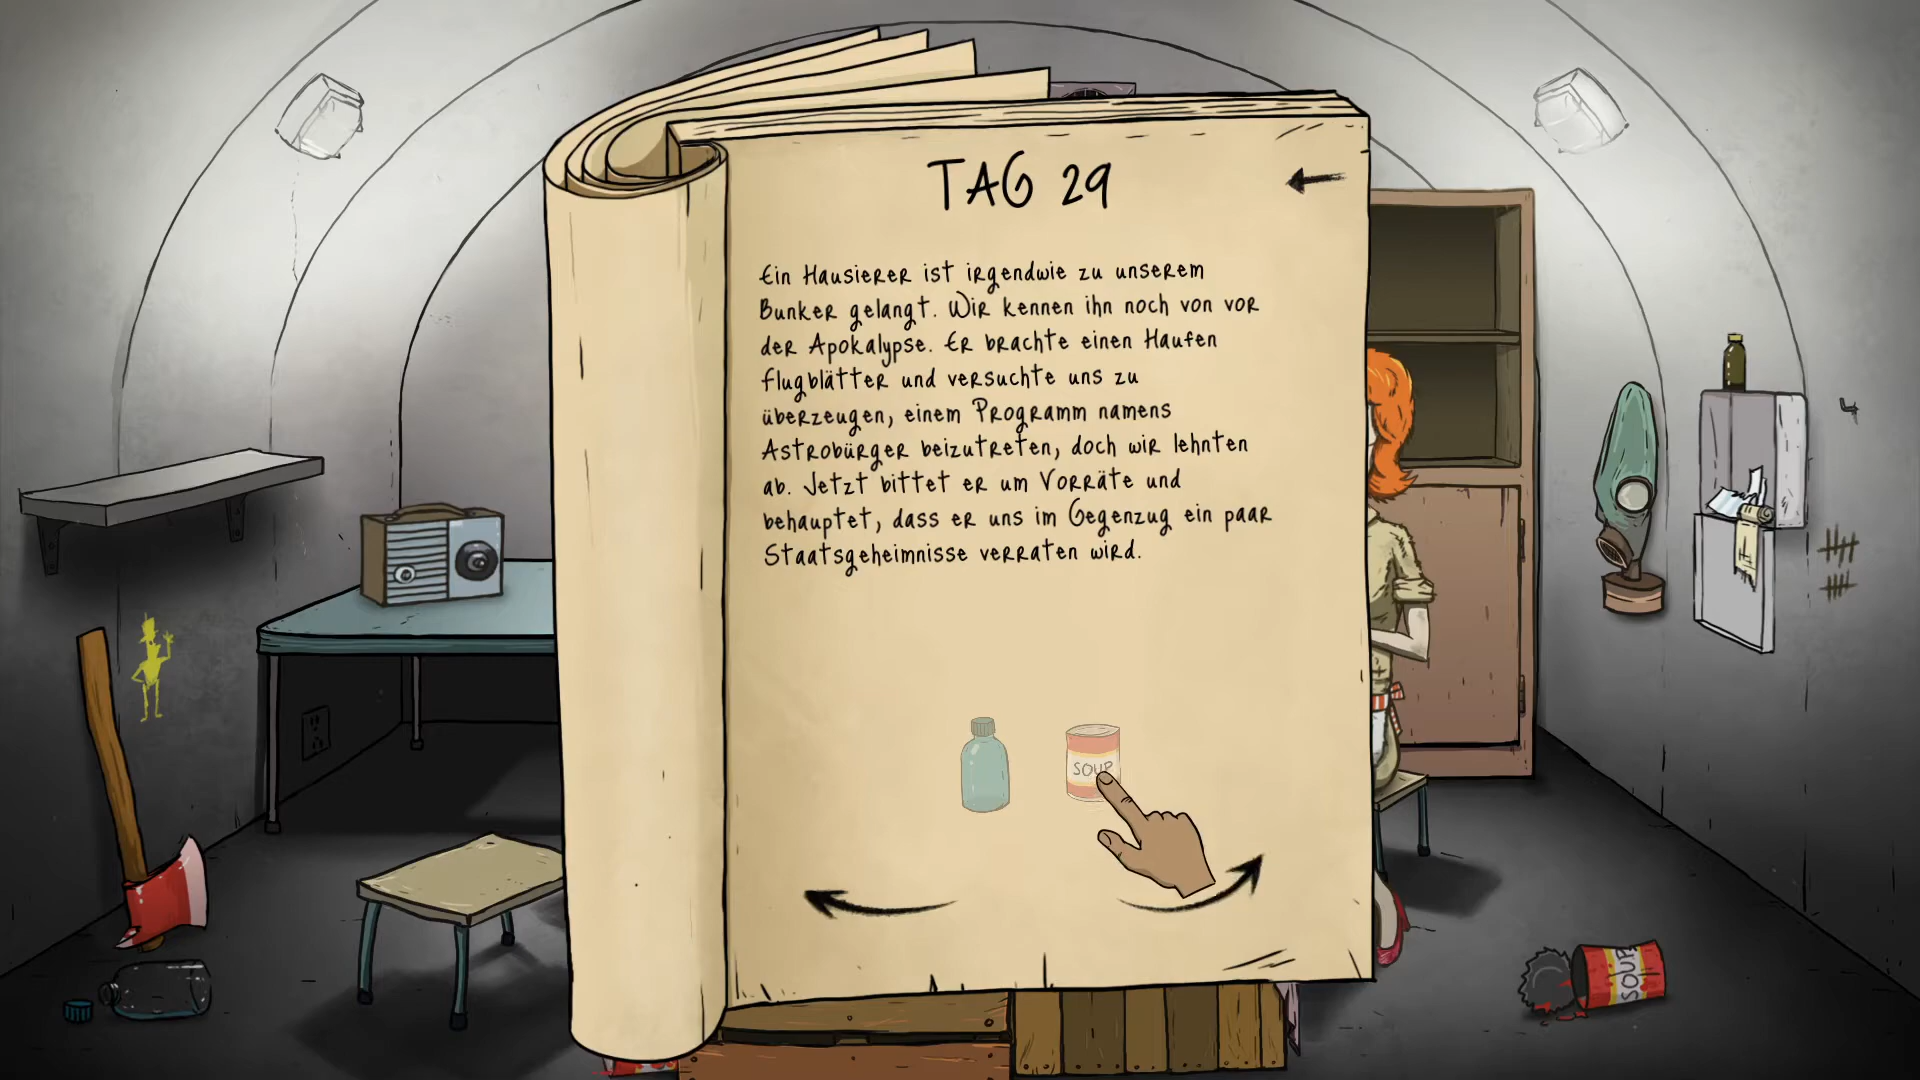 TAG 29
Ein Hausierer ist irgendwie zu unserem
Bunker gelangt. Wir kennen ihn noch von vor
der Apokalypse. Er brachte einen Haufen
Flugblätter und versuchte uns zu
überzeugen, einem Programm namens
Astrobürger beizutreten, doch wir lehnten
ab. Jetzt bittet er um Vorräte und
behauptet, dass er uns im Gegenzug ein paar
Staatsgeheimnisse verraten wird.
SOUP
SOUP